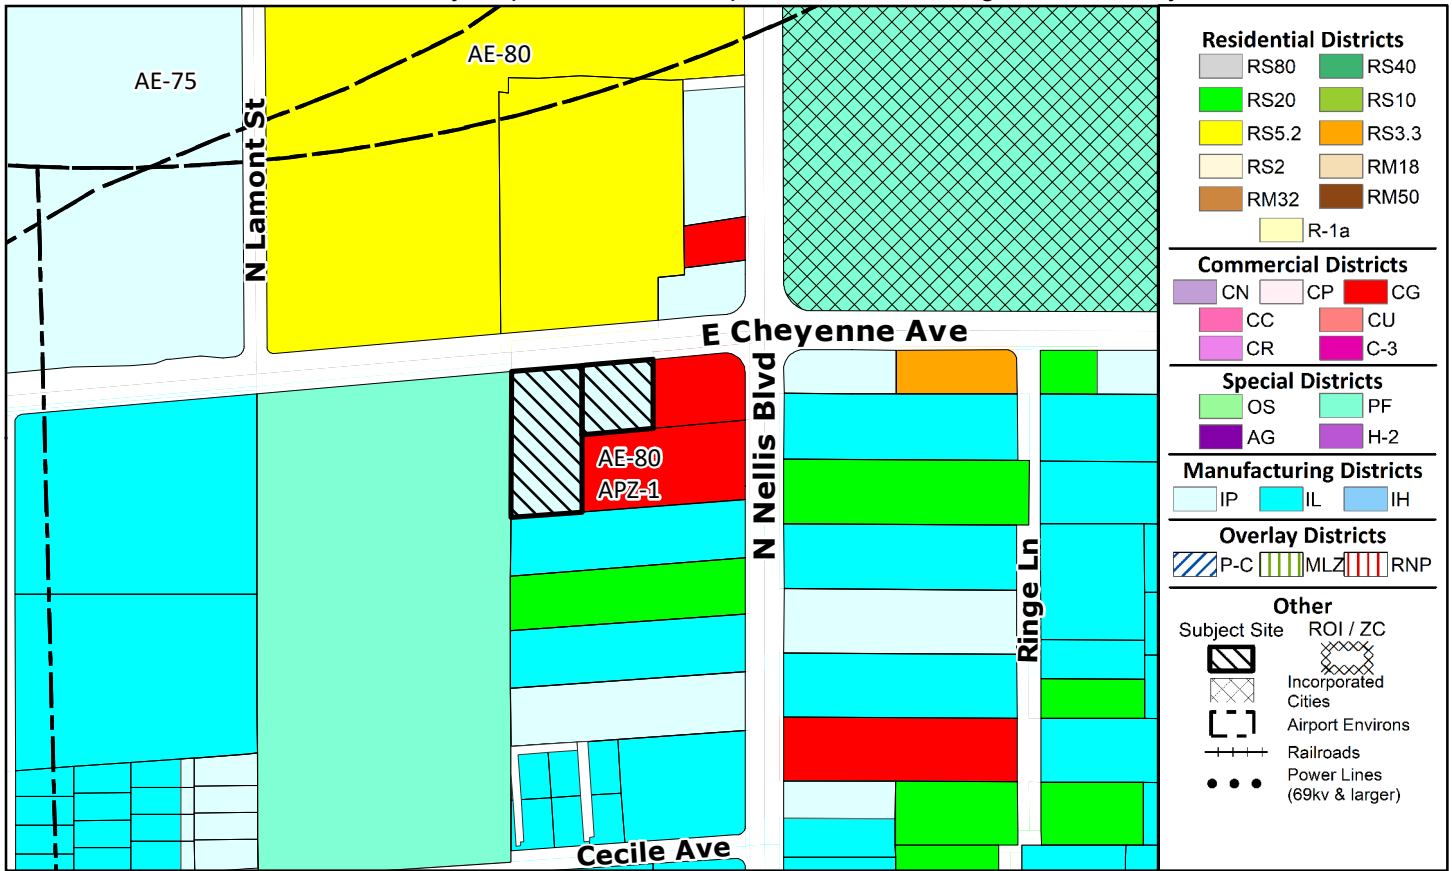 AE-75
AE-80
N Lamont St
E Cheyenne Ave
N Nellis Blvd
AE-80
APZ-1
Ringe Ln
Cecile Ave
Residential Districts
RS80 RS40
RS20 RS10
RS5.2 RS3.3
RS2 RM18
RM32 RM50
R-1a
Commercial Districts
CN CP CG
CC CU
CR C-3
Special Districts
OS PF
AG H-2
Manufacturing Districts
IP IL IH
Overlay Districts
P-C MLZ RNP
Other
Subject Site ROI / ZC
Incorporated
Cities
Airport Environs
Railroads
Power Lines
(69kv & larger)